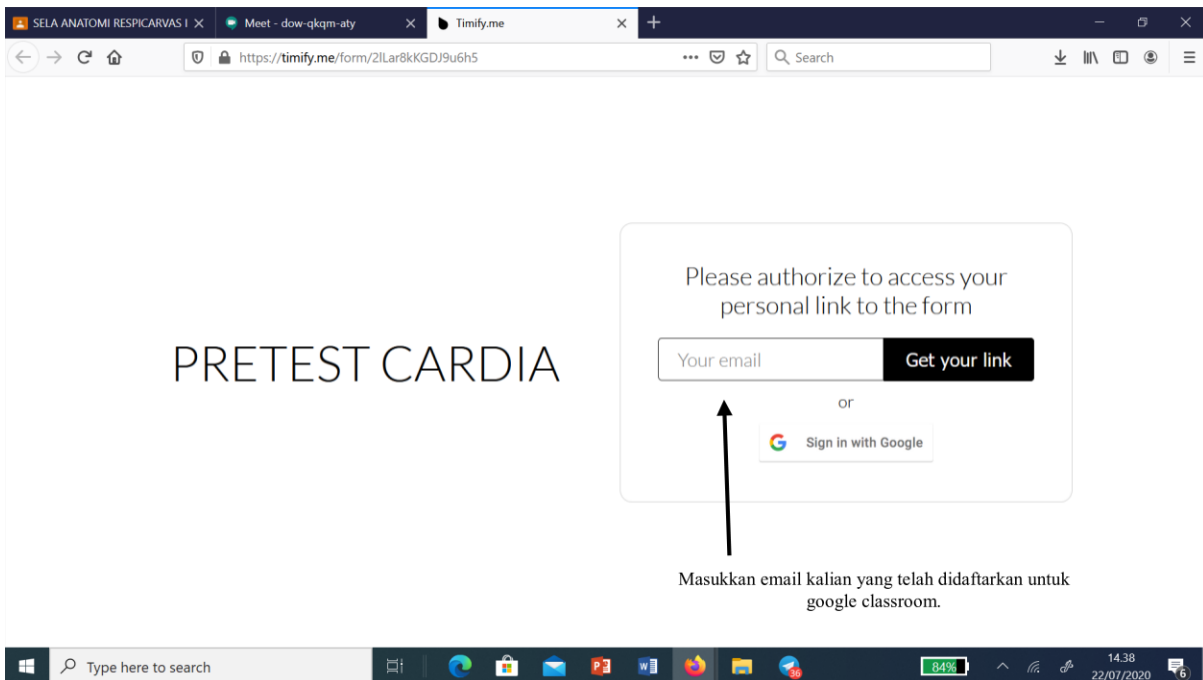 SELA ANATOMI RESPICARVAS I
Meet - dow-qkqm-aty
Timify.me
https://timify.me/form/2lLar8kKGDJ9u6h5
Search
Please authorize to access your
personal link to the form
PRETEST CARDIA
Your email
Get your link
or
Sign in with Google
Masukkan email kalian yang telah didaftarkan untuk
google classroom.
Type here to search
36
84%
14.38
22/07/2020
6